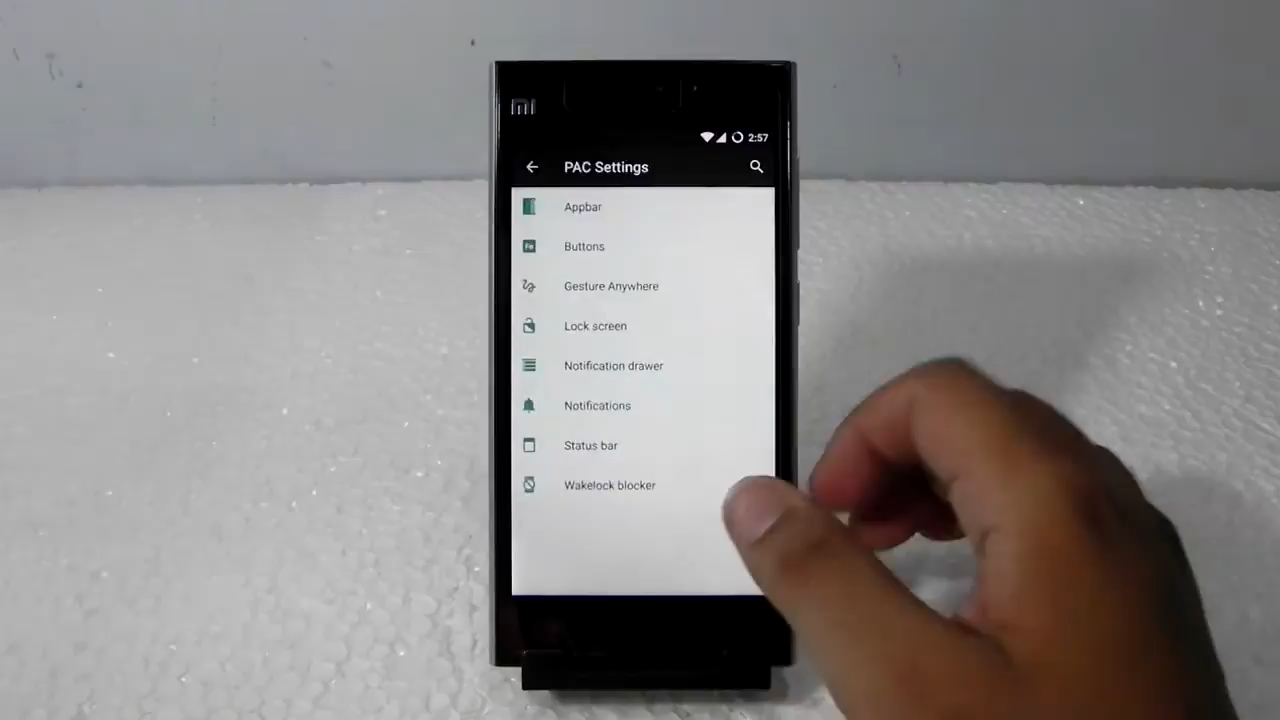 mi
2:57
PAC Settings
Appbar
Buttons
Gesture Anywhere
Lock screen
Notification drawer
Notifications
Status bar
Wakelock blocker